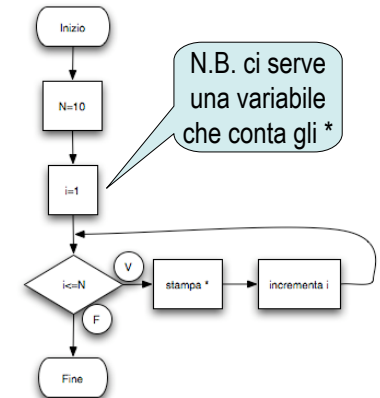 Inizio
N.B. ci serve
una variabile
che conta gli *
N=10
i=1
i<=N
V
stampa *
incrementa i
F
Fine